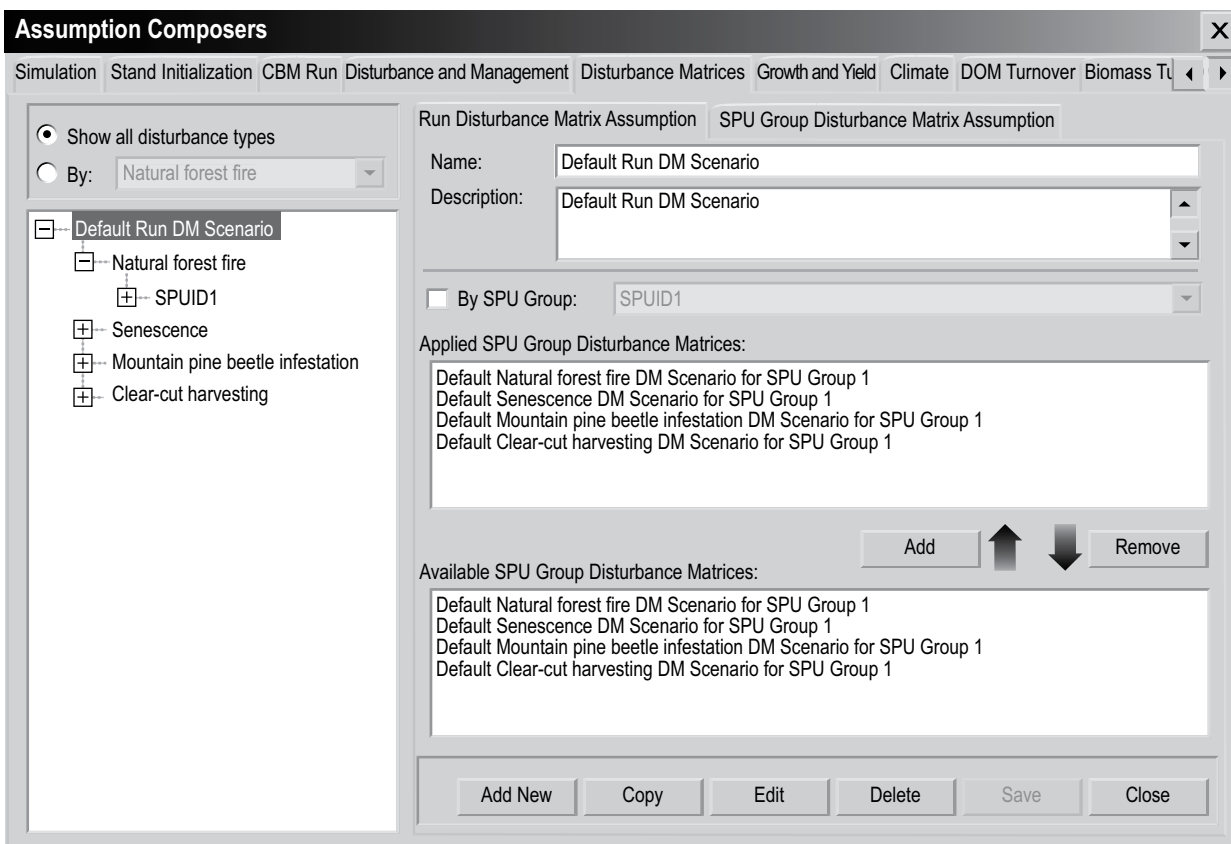 Assumption Composers
Simulation Stand Initialization CBM Run Disturbance and Management Disturbance Matrices Growth and Yield Climate DOM Turnover Biomass
Show all disturbance types
By: Natural forest fire
Default Run DM Scenario
Natural forest fire
SPUID1
Senescence
Mountain pine beetle infestation
Clear-cut harvesting
Run Disturbance Matrix Assumption SPU Group Disturbance Matrix Assumption
Name: Default Run DM Scenario
Description: Default Run DM Scenario
By SPU Group: SPUID1
Applied SPU Group Disturbance Matrices:
Default Natural forest fire DM Scenario for SPU Group 1
Default Senescence DM Scenario for SPU Group 1
Default Mountain pine beetle infestation DM Scenario for SPU Group 1
Default Clear-cut harvesting DM Scenario for SPU Group 1
Add Remove
Available SPU Group Disturbance Matrices:
Default Natural forest fire DM Scenario for SPU Group 1
Default Senescence DM Scenario for SPU Group 1
Default Mountain pine beetle infestation DM Scenario for SPU Group 1
Default Clear-cut harvesting DM Scenario for SPU Group 1
Add New Copy Edit Delete Save Close